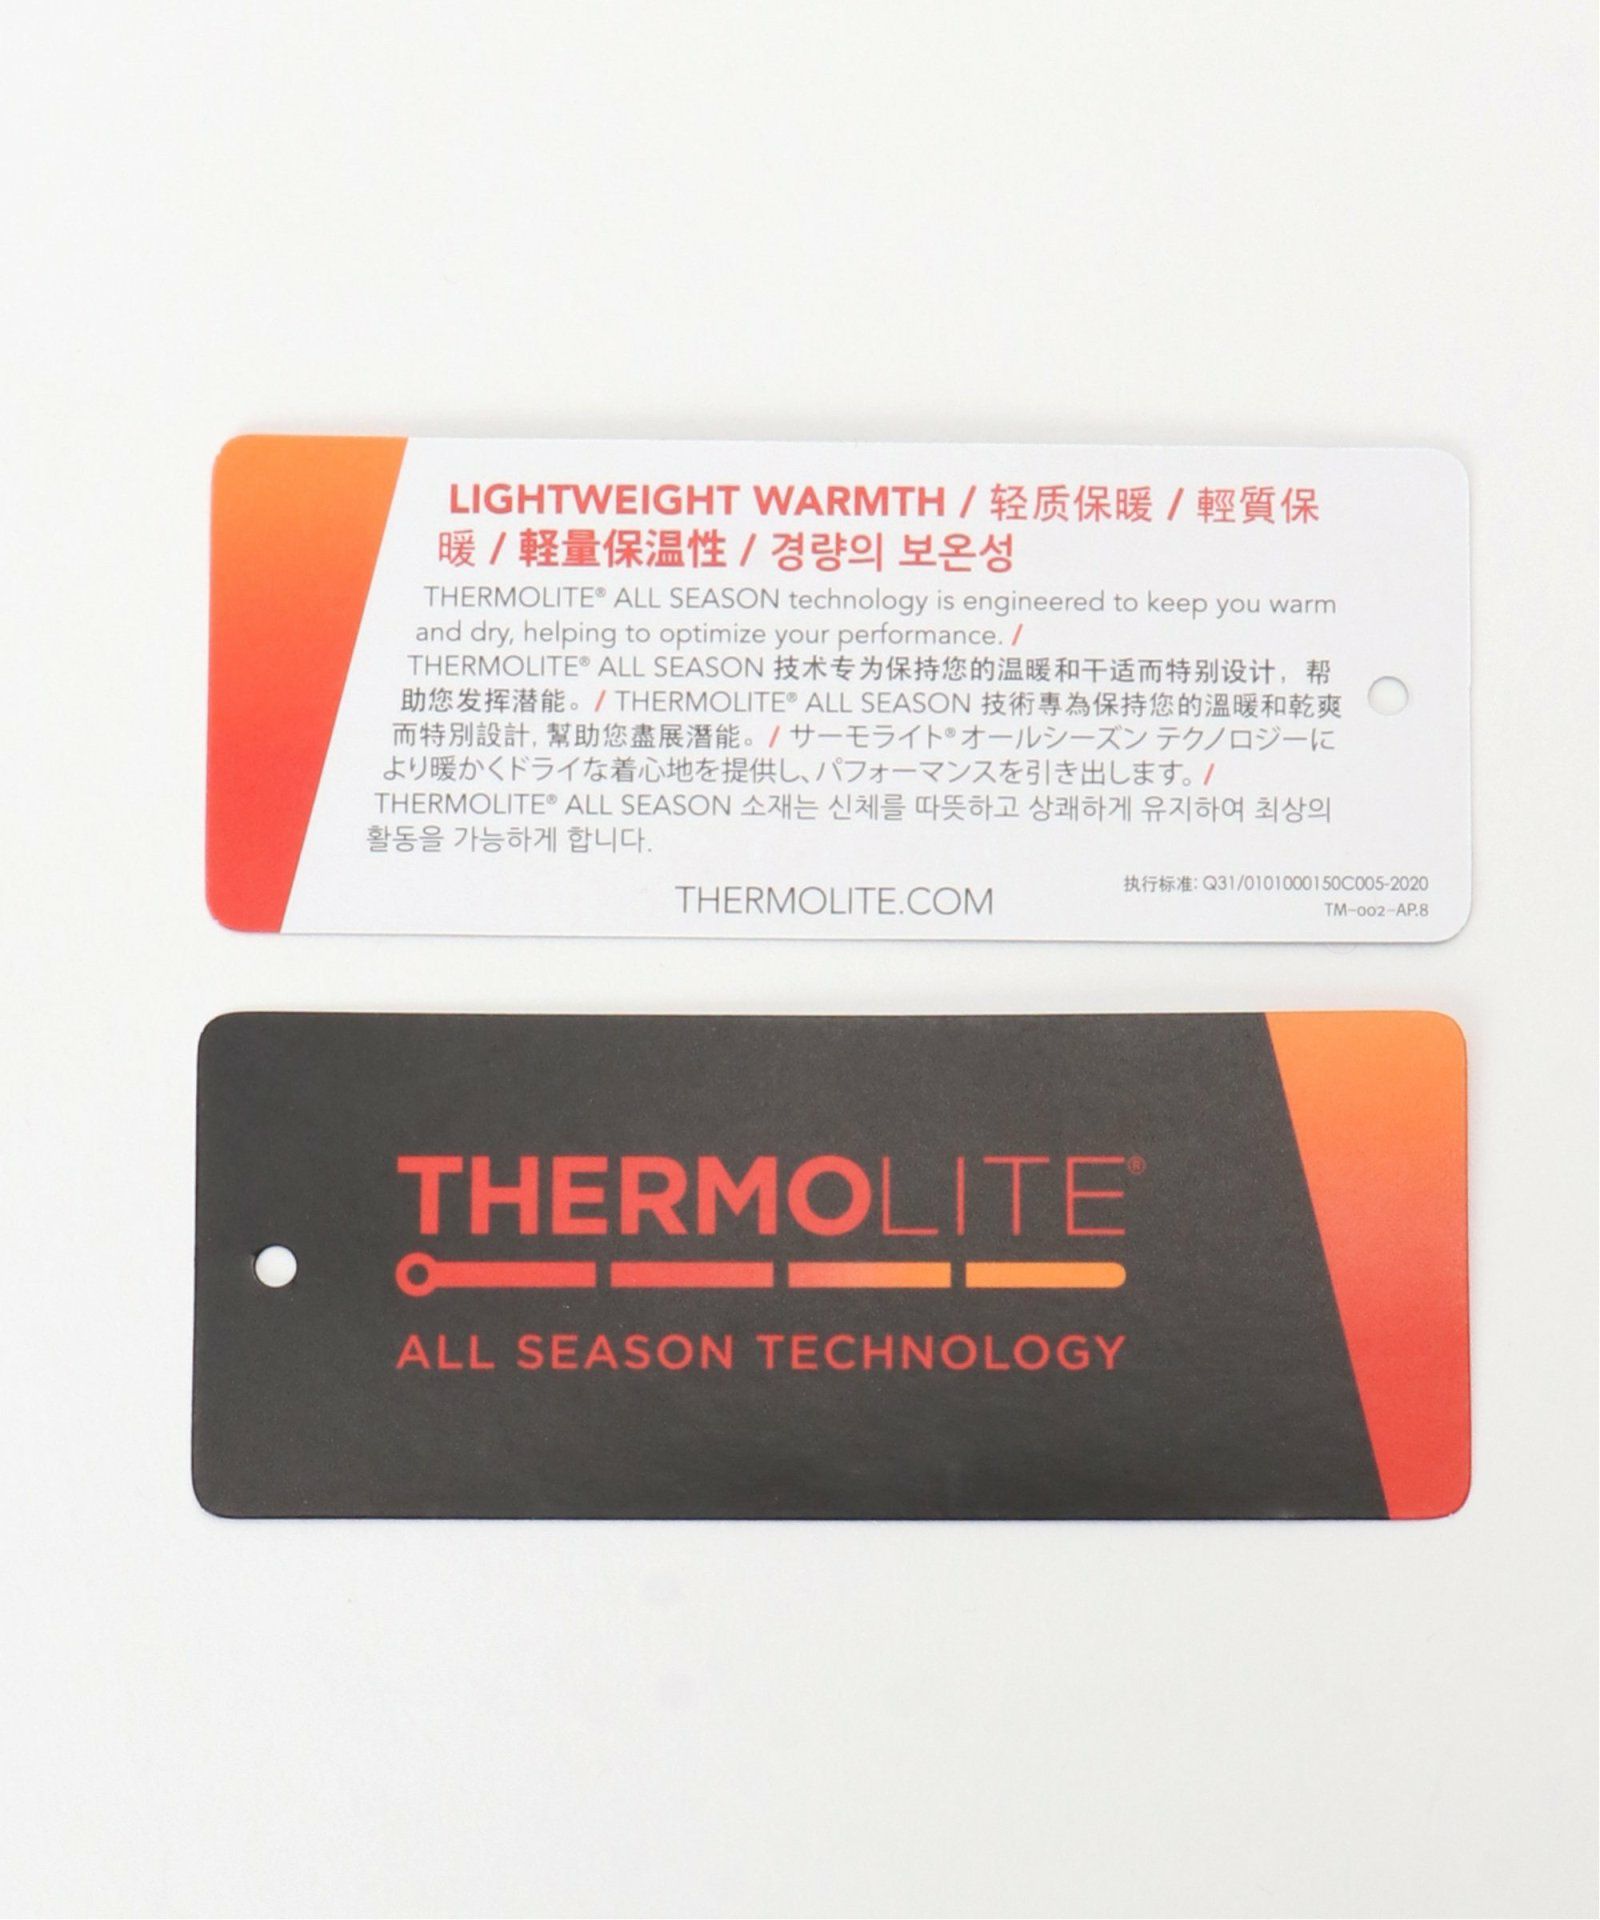 LIGHTWEIGHT WARMTH / 轻质保暖 / 輕質保
暖 / 軽量保温性 / 경량의 보온성
THERMOLITE® ALL SEASON technology is engineered to keep you warm
and dry, helping to optimize your performance. /
THERMOLITE® ALL SEASON 技术专为保持您的温暖和干适而特别设计，帮
助您发挥潜能。/ THERMOLITE® ALL SEASON 技術專為保持您的溫暖和乾爽
而特別設計, 幫助您盡展潛能。/ サーモライト®オールシーズン テクノロジーに
より暖かくドライな着心地を提供し、パフォーマンスを引き出します。/
THERMOLITE® ALL SEASON 소재는 신체를 따뜻하고 상쾌하게 유지하여 최상의
활동을 가능하게 합니다.
THERMOLITE.COM
执行标准: Q31/0101000150C005-2020
TM-002-AP.8
THERMOLITE®
ALL SEASON TECHNOLOGY